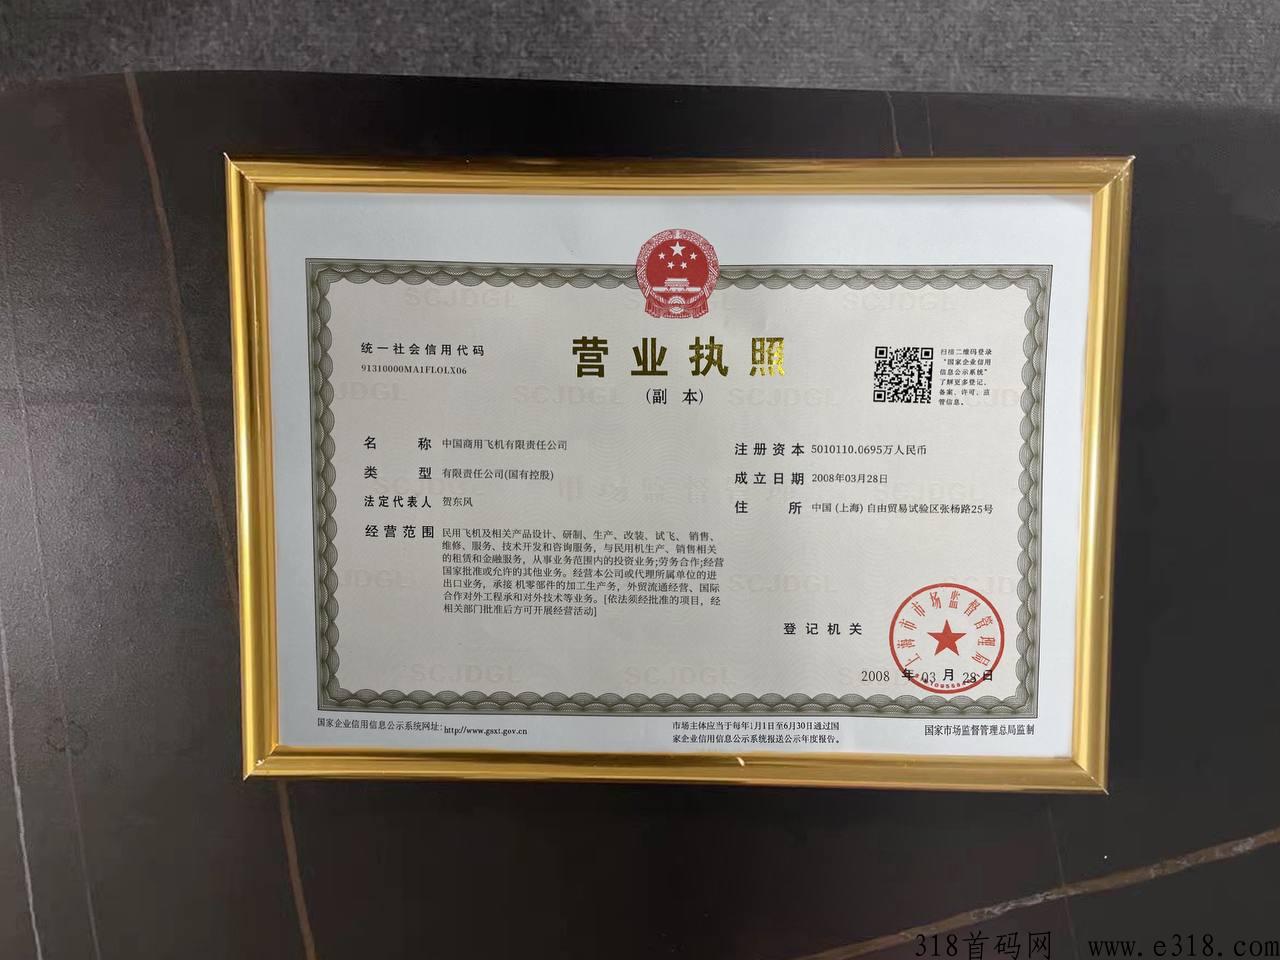 统一社会信用代码
91310000MA1FLOLX06
营业执照
(副本)
扫描二维码登录
"国家企业信用
信息公示系统"
了解更多登记、
备案、许可、监
管信息。
名称 中国商用飞机有限责任公司
类型 有限责任公司(国有控股)
法定代表人 贺东风
经营范围 民用飞机及相关产品设计、研制、生产、改装、试飞、销售、
维修、服务、技术开发和咨询服务，与民用机生产、销售相关
的租赁和金融服务，从事业务范围内的投资业务;劳务合作;经营
国家批准或允许的其他业务。经营本公司或代理所属单位的进
出口业务，承接 机零部件的加工生产务，外贸流通经营、国际
合作对外工程承和对外技术等业务。[依法须经批准的项目，经
相关部门批准后方可开展经营活动]
注册资本 5010110.0695万人民币
成立日期 2008年03月28日
住所 中国 (上海) 自由贸易试验区张杨路25号
登记机关
上海市市场监督管理局
2008 年 03 月 28 日
国家企业信用信息公示系统网址: http://www.gsxt.gov.cn
市场主体应当于每年1月1日至6月30日通过国
家企业信用信息公示系统报送公示年度报告。
国家市场监督管理总局监制
SCJDGL
市场监督管理
318首码网 www.e318.com